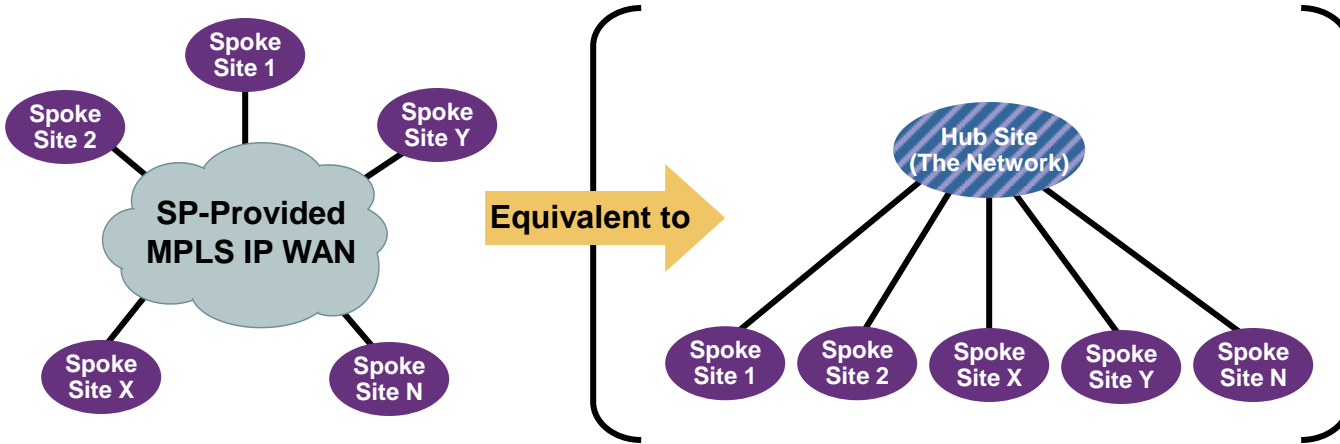 Spoke
Site 1
Spoke
Site 2
Spoke
Site Y
SP-Provided
MPLS IP WAN
Spoke
Site X
Spoke
Site N
Equivalent to
Hub Site
(The Network)
Spoke
Site 1
Spoke
Site 2
Spoke
Site X
Spoke
Site Y
Spoke
Site N